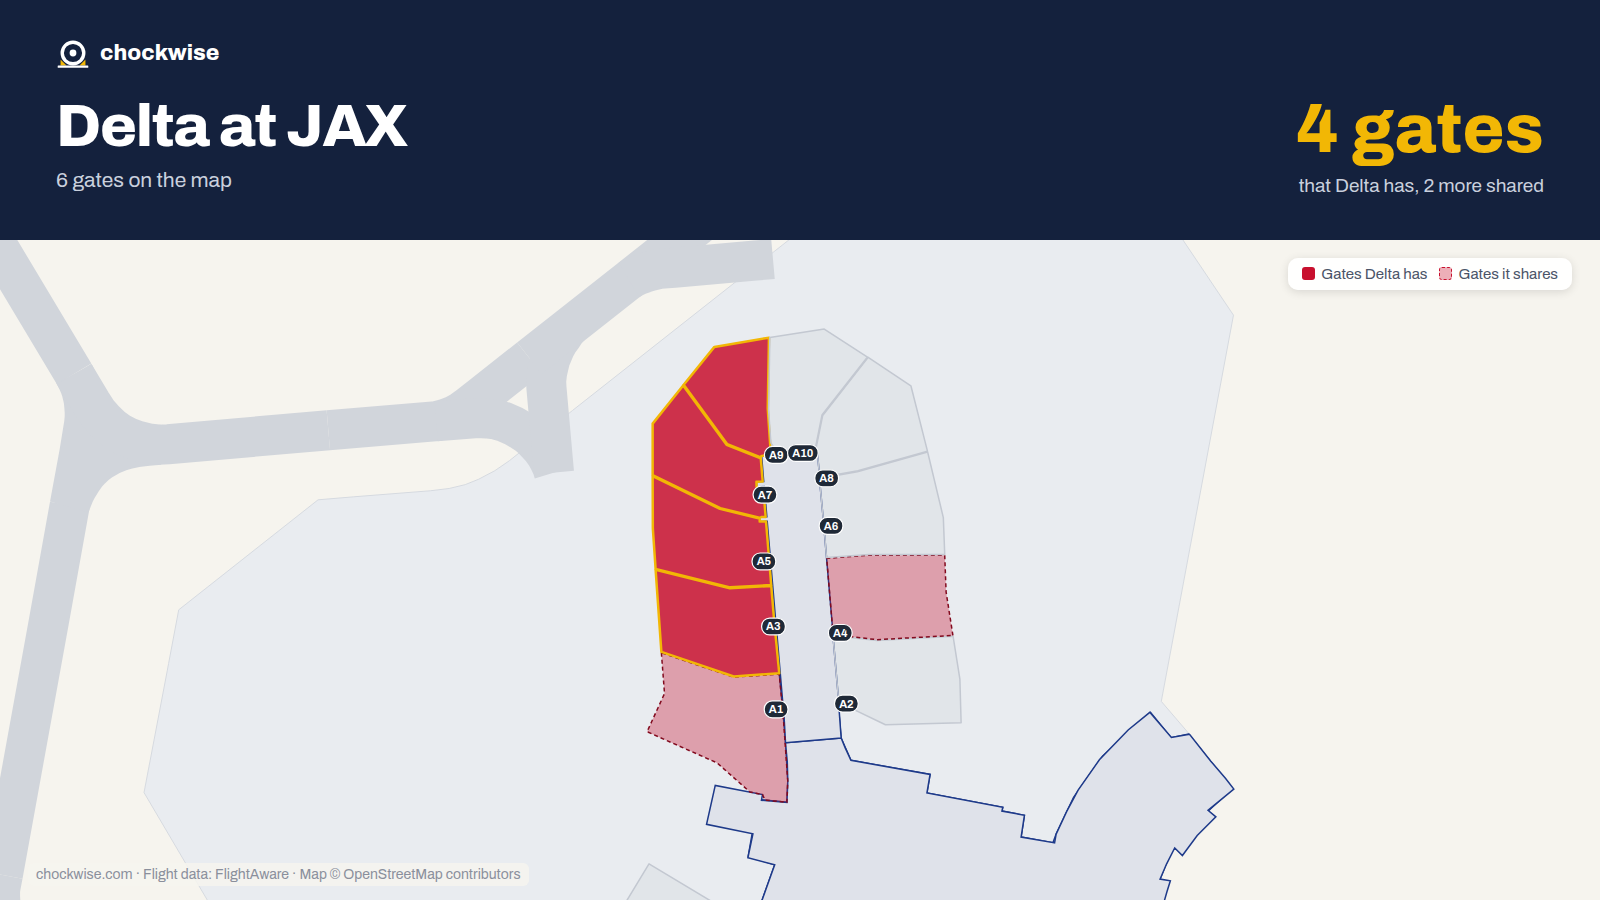 chockwise
Delta at JAX
6 gates on the map
4 gates
that Delta has, 2 more shared
Gates Delta has
Gates it shares
A9
A10
A8
A7
A6
A5
A3
A4
A1
A2
chockwise.com · Flight data: FlightAware · Map © OpenStreetMap contributors